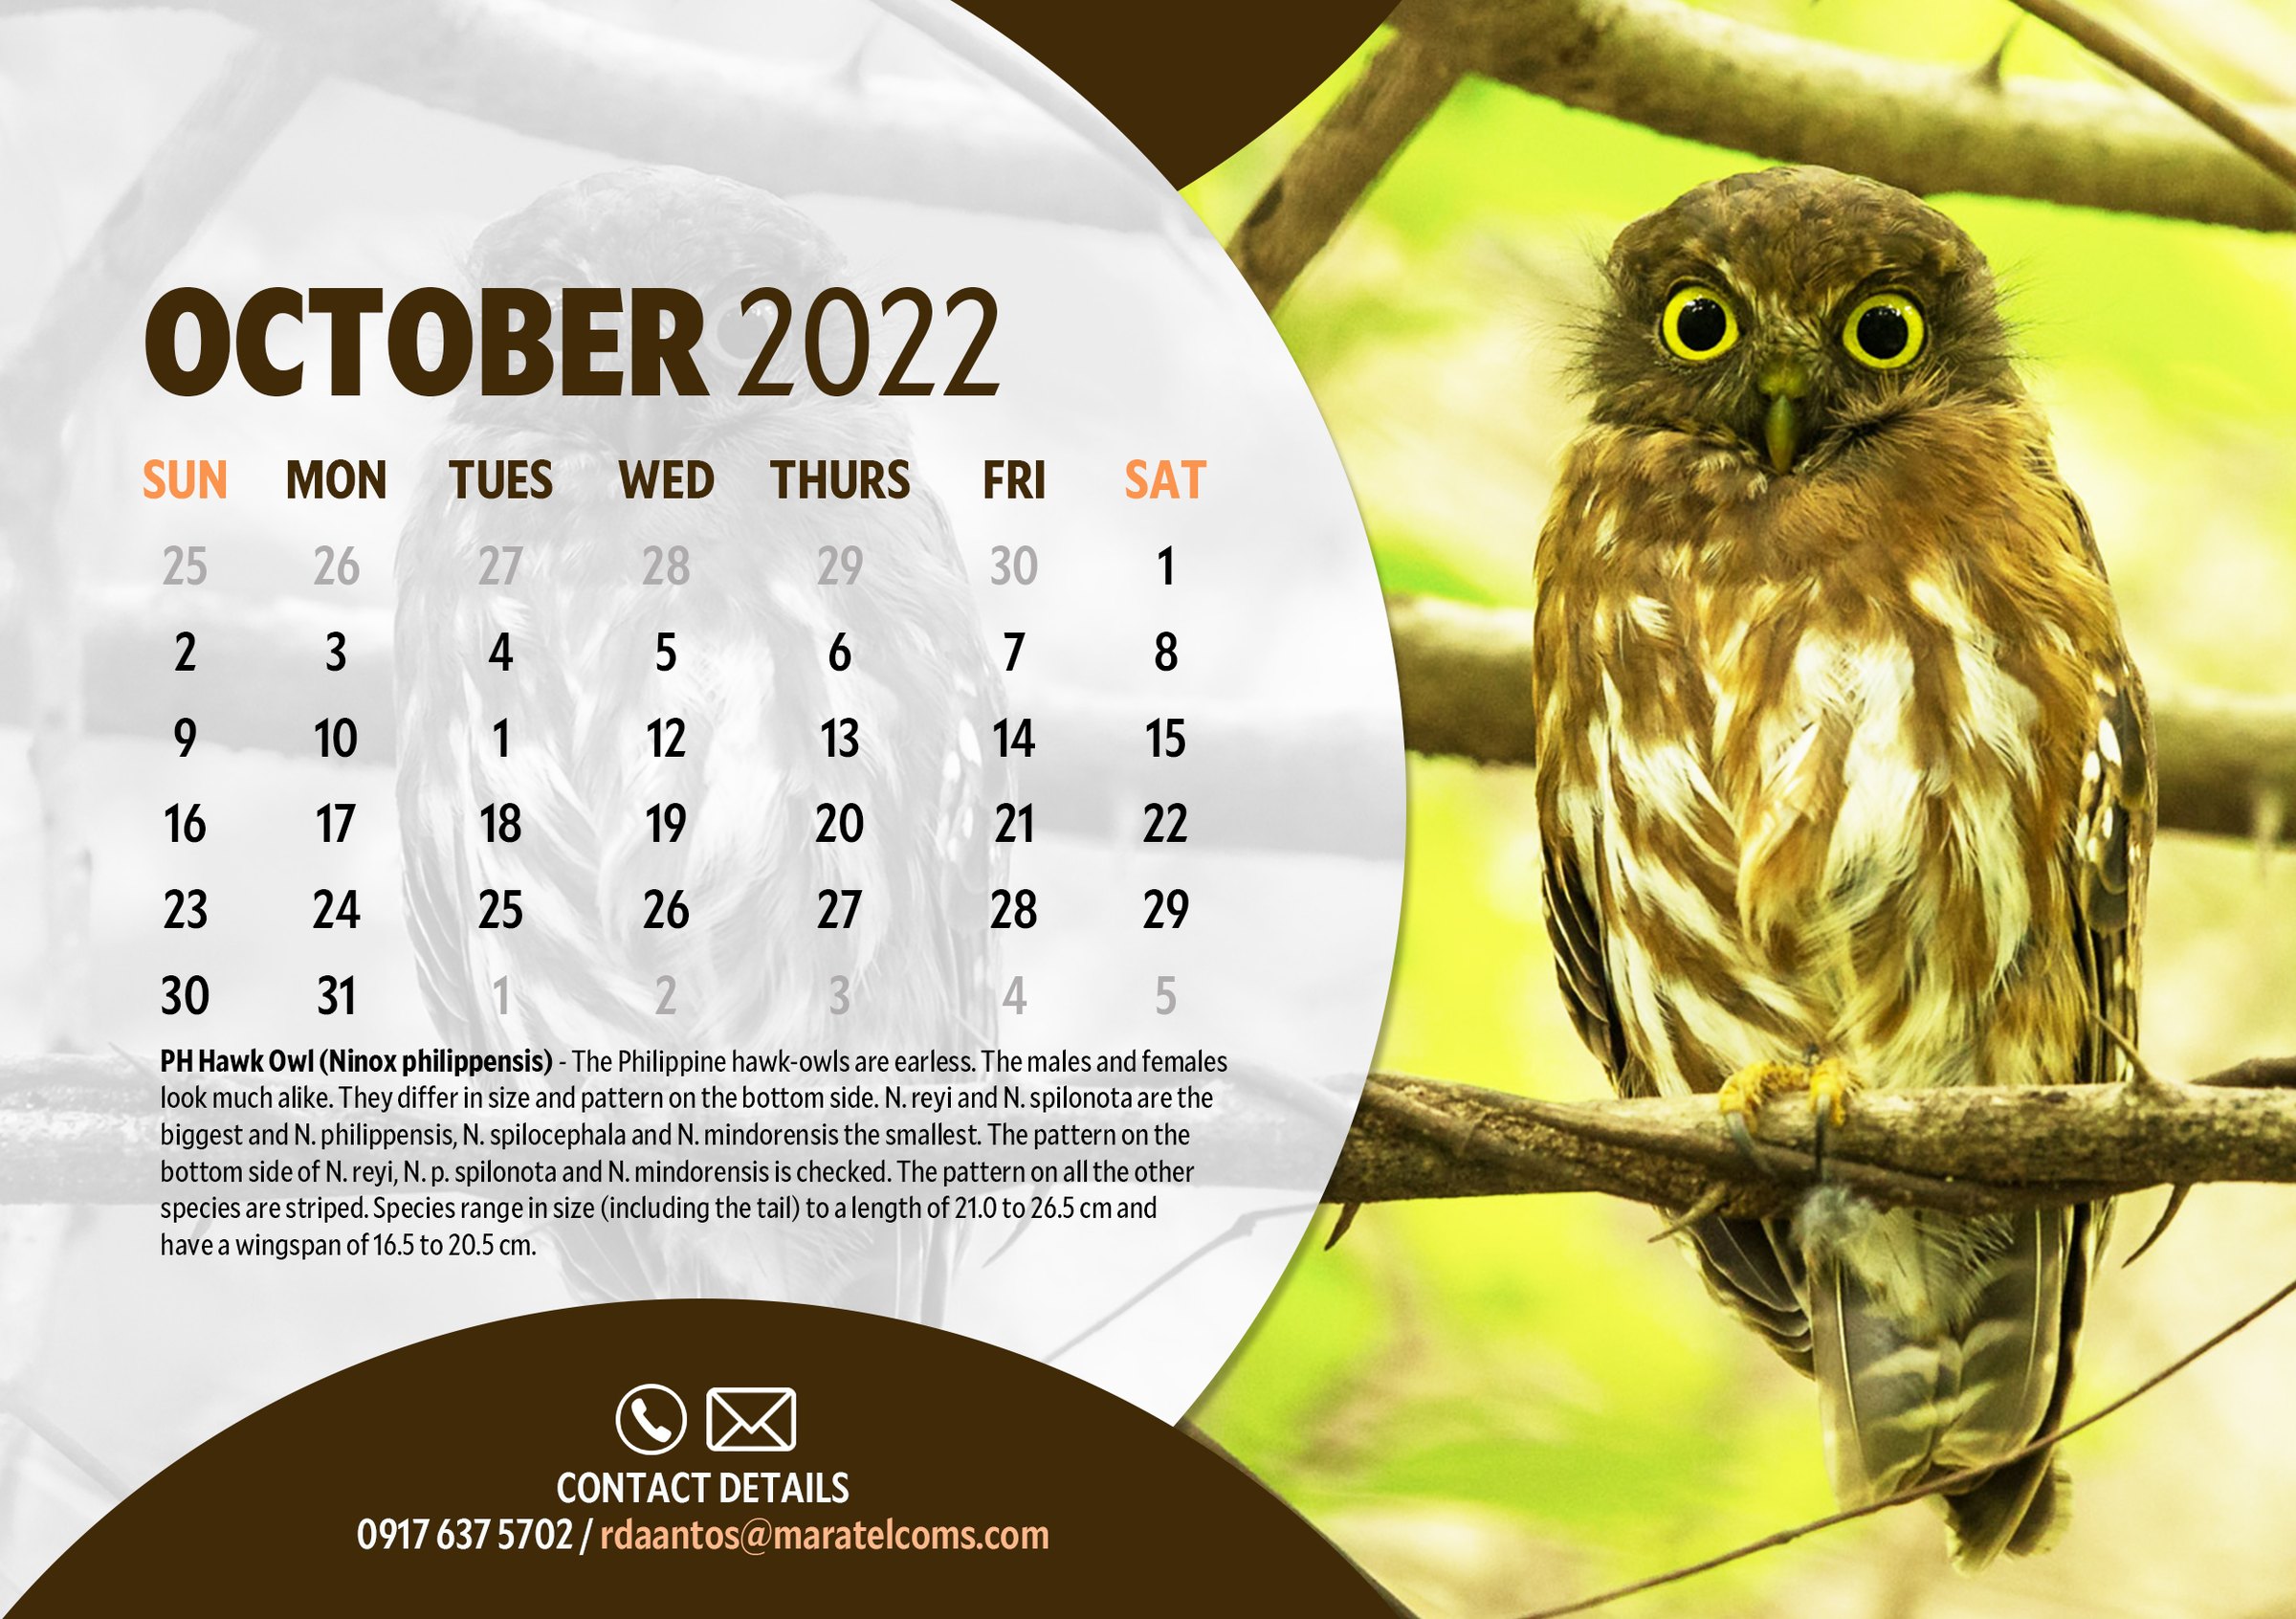 OCTOBER 2022
SUN MON TUES WED THURS FRI SAT
25 26 27 28 29 30 1
2 3 4 5 6 7 8
9 10 1 12 13 14 15
16 17 18 19 20 21 22
23 24 25 26 27 28 29
30 31 1 2 3 4 5
PH Hawk Owl (Ninox philippensis) - The Philippine hawk-owls are earless. The males and females
look much alike. They differ in size and pattern on the bottom side. N. reyi and N. spilonota are the
biggest and N. philippensis, N. spilocephala and N. mindorensis the smallest. The pattern on the
bottom side of N. reyi, N. p. spilonota and N. mindorensis is checked. The pattern on all the other
species are striped. Species range in size (including the tail) to a length of 21.0 to 26.5 cm and
have a wingspan of 16.5 to 20.5 cm.
CONTACT DETAILS
0917 637 5702 / rdaantos@maratelcoms.com